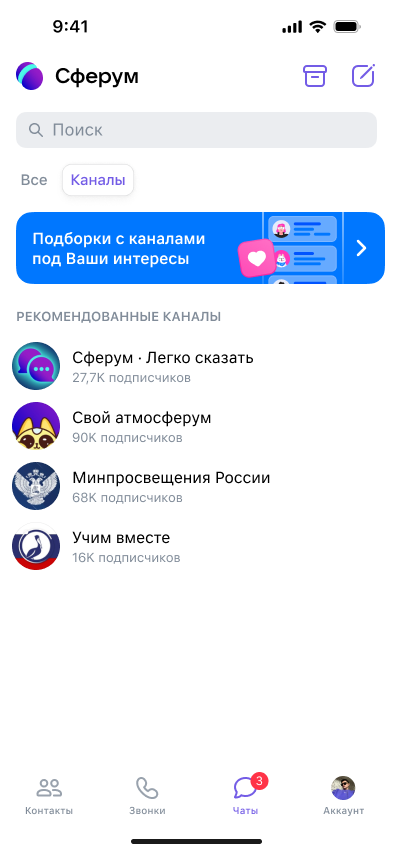 9:41
Сферум
Поиск
Все
Каналы
Подборки с каналами
под Ваши интересы
РЕКОМЕНДОВАННЫЕ КАНАЛЫ
Сферум · Легко сказать
27,7K подписчиков
Свой атмосферум
90K подписчиков
Минпросвещения России
68K подписчиков
Учим вместе
16K подписчиков
3
Контакты
Звонки
Чаты
Аккаунт